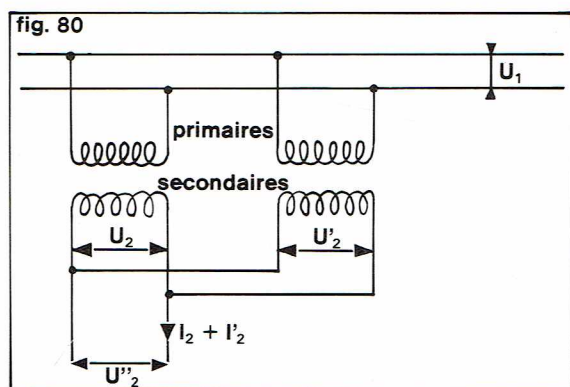 fig. 80
U₁
primaires
secondaires
U₂
U'₂
I₂ + I'₂
U''₂